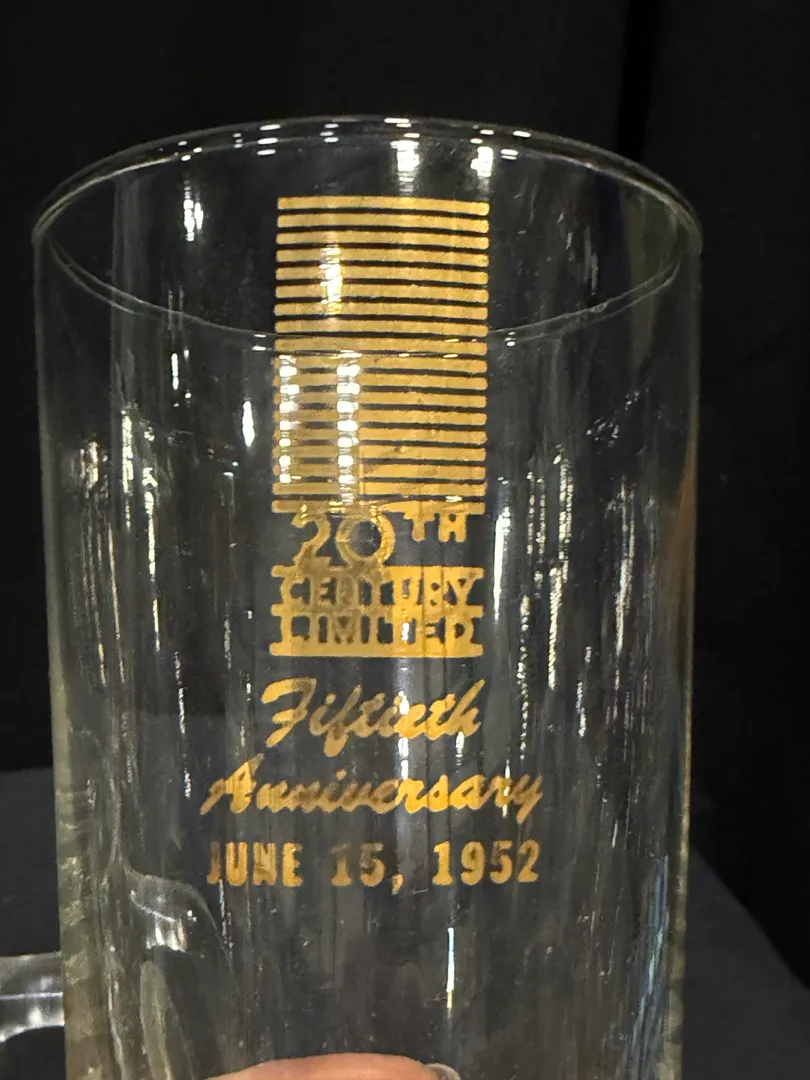 20TH
CENTURY
LIMITED
Fiftieth
Anniversary
JUNE 15, 1952